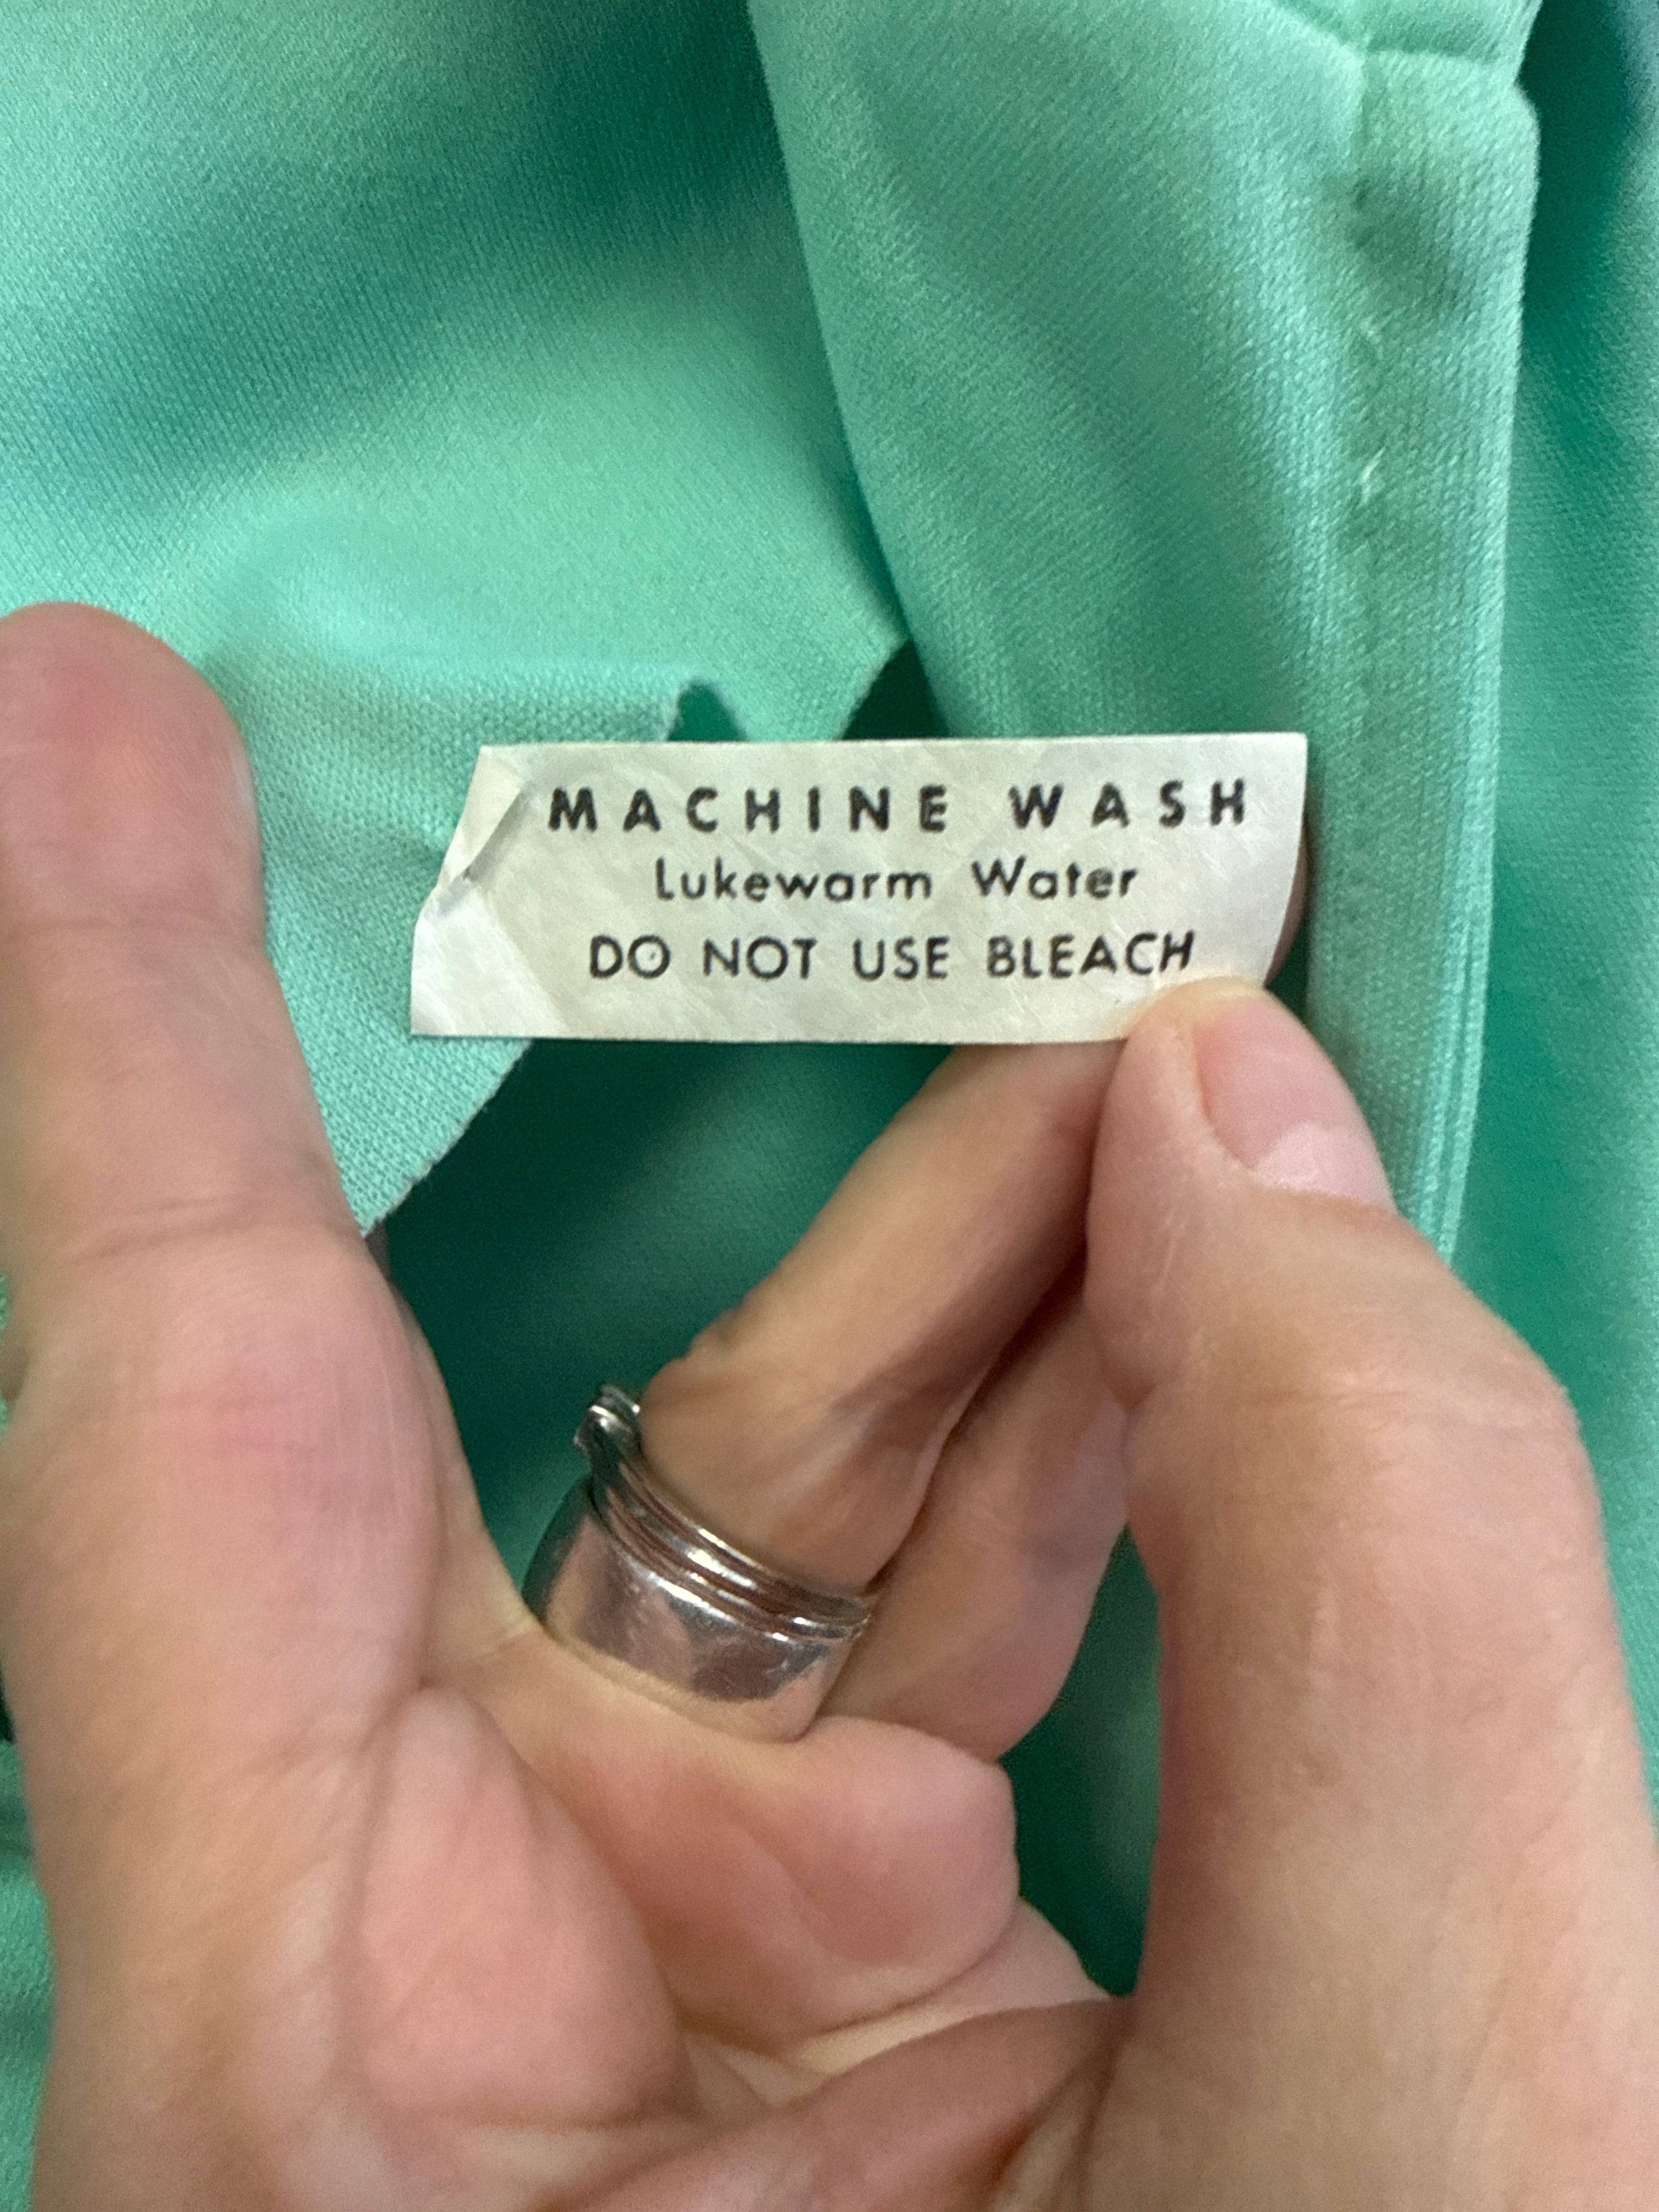 MACHINE WASH
Lukewarm Water
DO NOT USE BLEACH